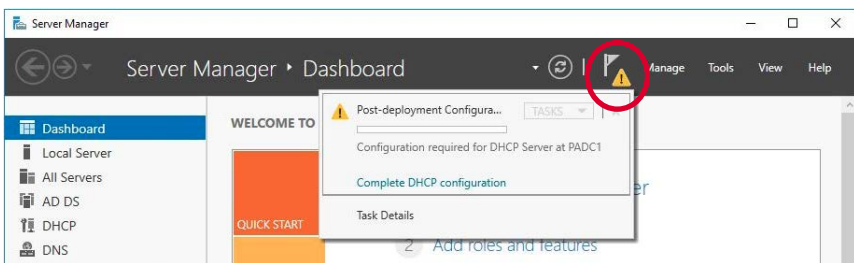 Server Manager
Server Manager • Dashboard
Manage Tools View Help
Post-deployment Configura... TASKS
Configuration required for DHCP Server at PADC1
Complete DHCP configuration
Task Details
Dashboard
Local Server
All Servers
AD DS
DHCP
DNS
WELCOME TO
QUICK START
2 Add roles and features